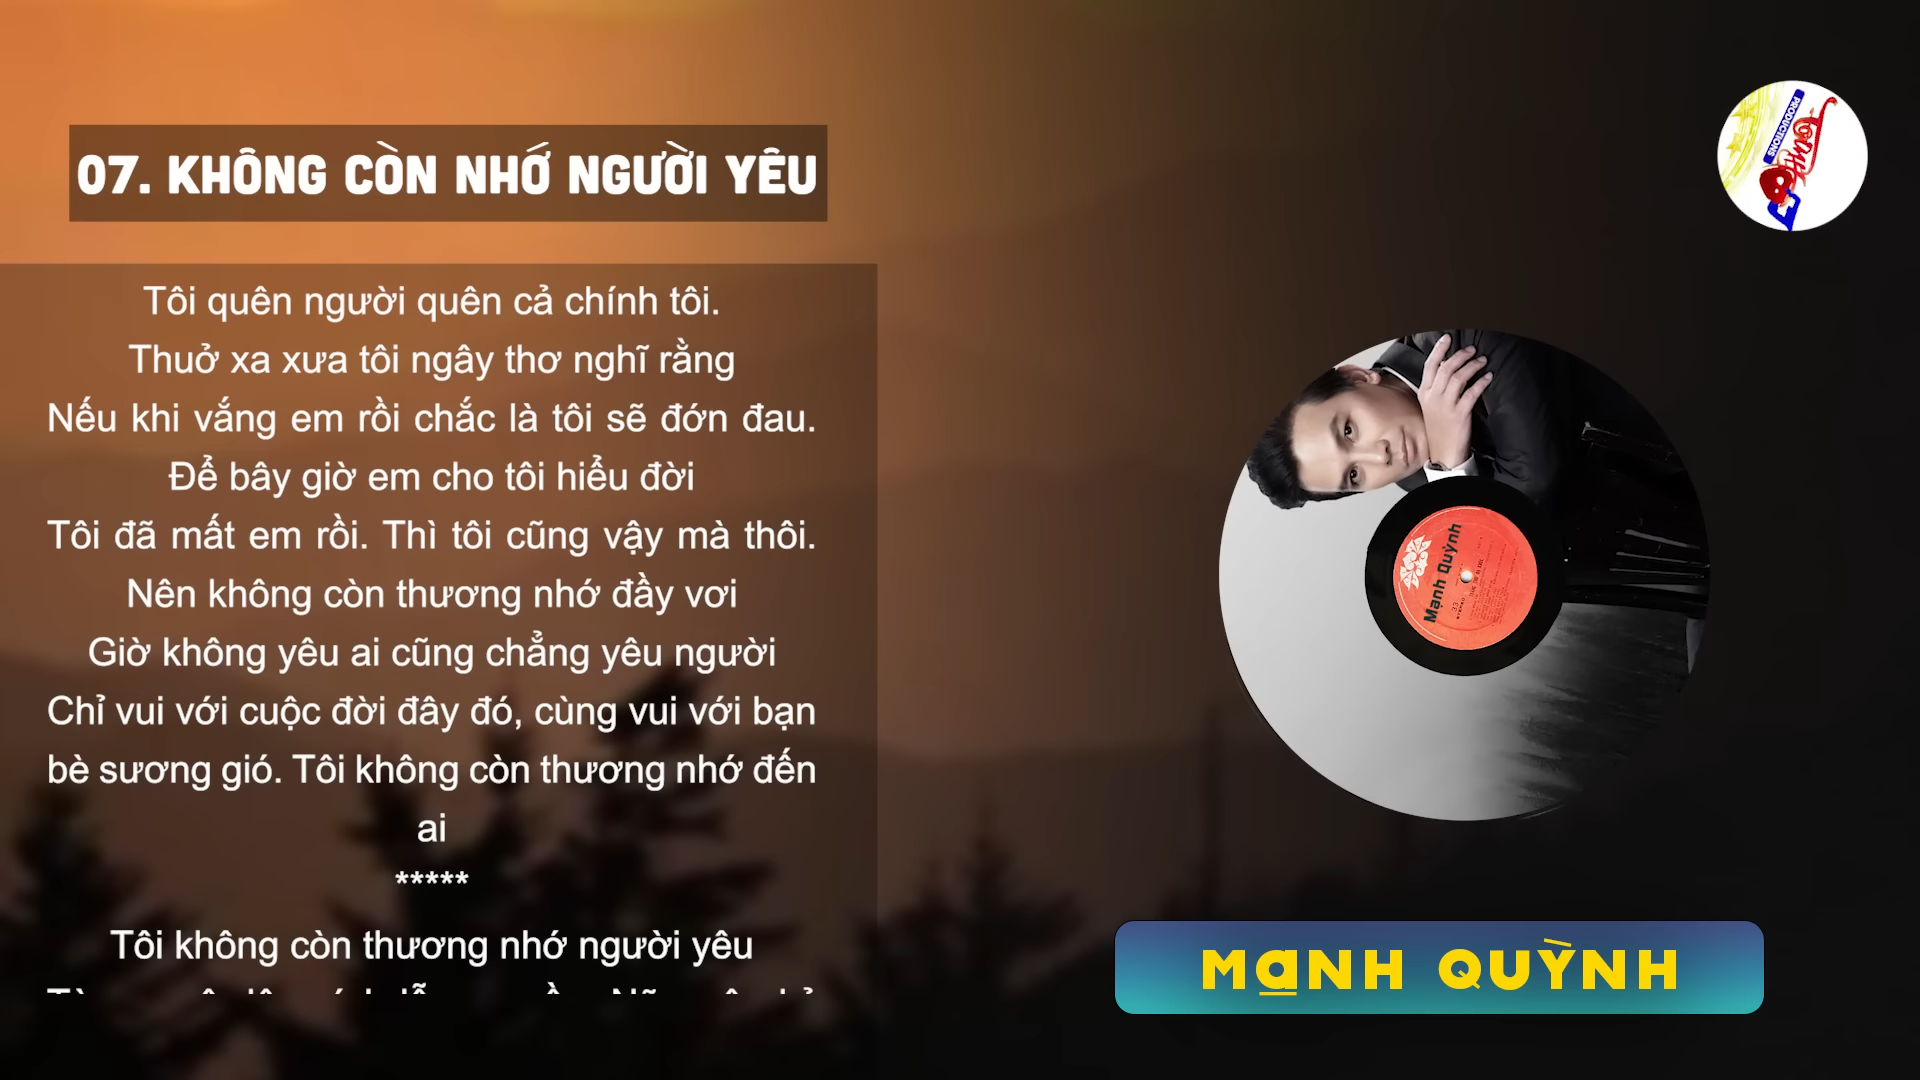 07. KHÔNG CÒN NHỚ NGƯỜI YÊU
Tôi quên người quên cả chính tôi.
Thuở xa xưa tôi ngây thơ nghĩ rằng
Nếu khi vắng em rồi chắc là tôi sẽ đớn đau.
Để bây giờ em cho tôi hiểu đời
Tôi đã mất em rồi. Thì tôi cũng vậy mà thôi.
Nên không còn thương nhớ đầy vơi
Giờ không yêu ai cũng chẳng yêu người
Chỉ vui với cuộc đời đây đó, cùng vui với bạn
bè sương gió. Tôi không còn thương nhớ đến
ai
*****
Tôi không còn thương nhớ người yêu
PRODUCTIONS
Mạnh Quỳnh
MẠNH QUỲNH